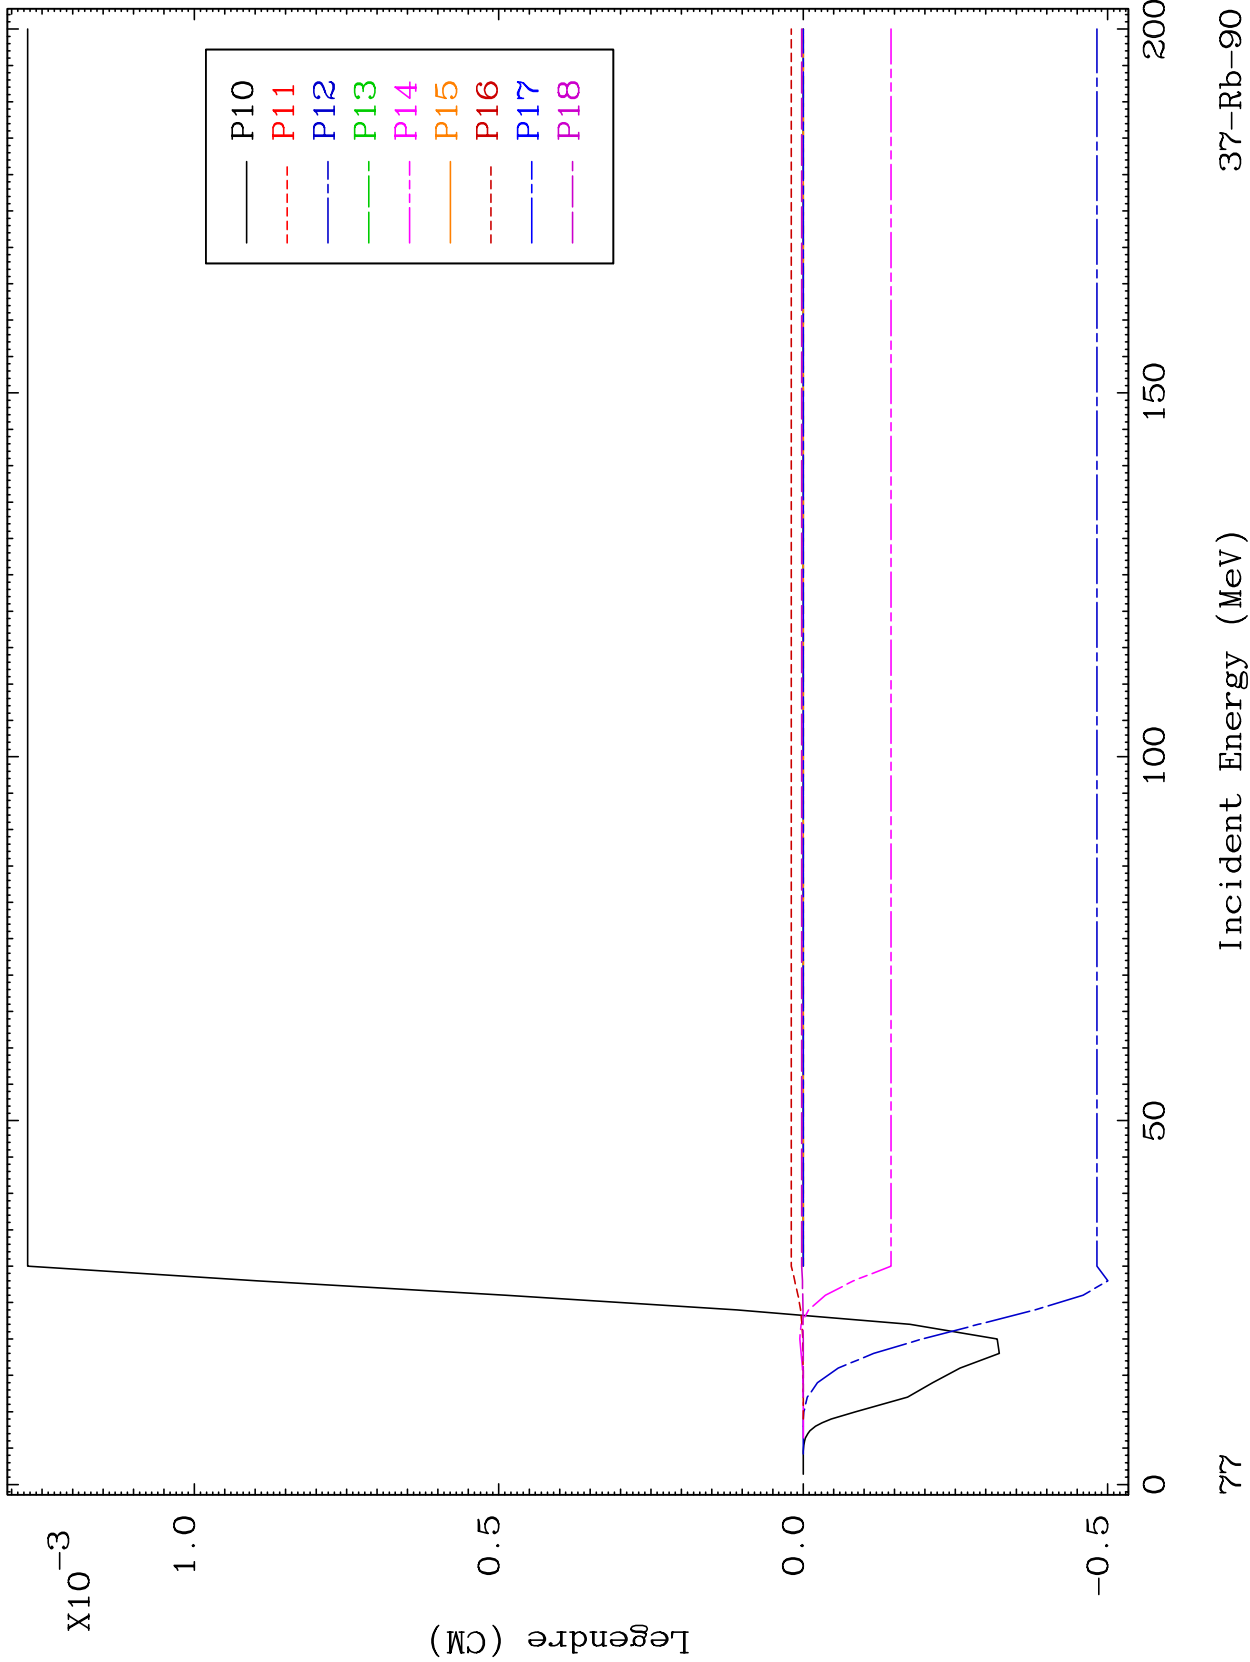 X10-3
1.0
0.5
0.0
-0.5
Legendre (CM)
P10
P11
P12
P13
P14
P15
P16
P17
P18
0 50 100 150 200
77 Incident Energy (MeV) 37-Rb-90